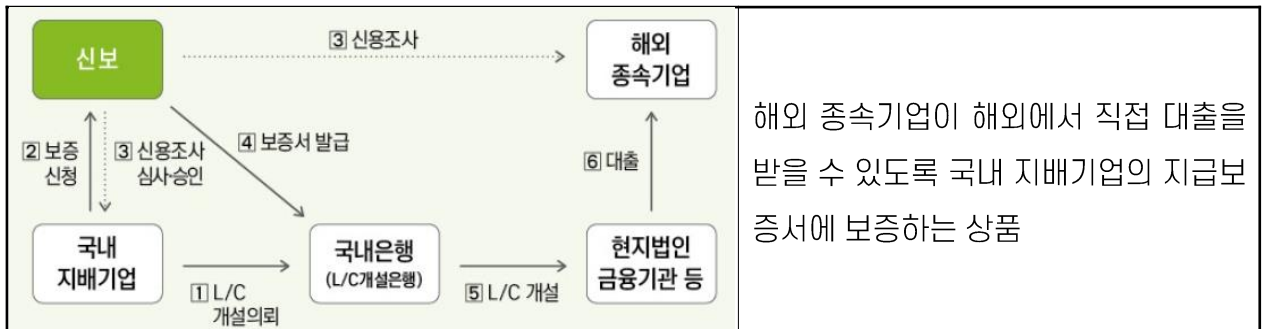 신보
③ 신용조사
해외
종속기업
② 보증
신청
③ 신용조사
심사·승인
④ 보증서 발급
⑥ 대출
국내
지배기업
① L/C
개설의뢰
국내은행
(L/C개설은행)
⑤ L/C 개설
현지법인
금융기관 등
해외 종속기업이 해외에서 직접 대출을
받을 수 있도록 국내 지배기업의 지급보
증서에 보증하는 상품